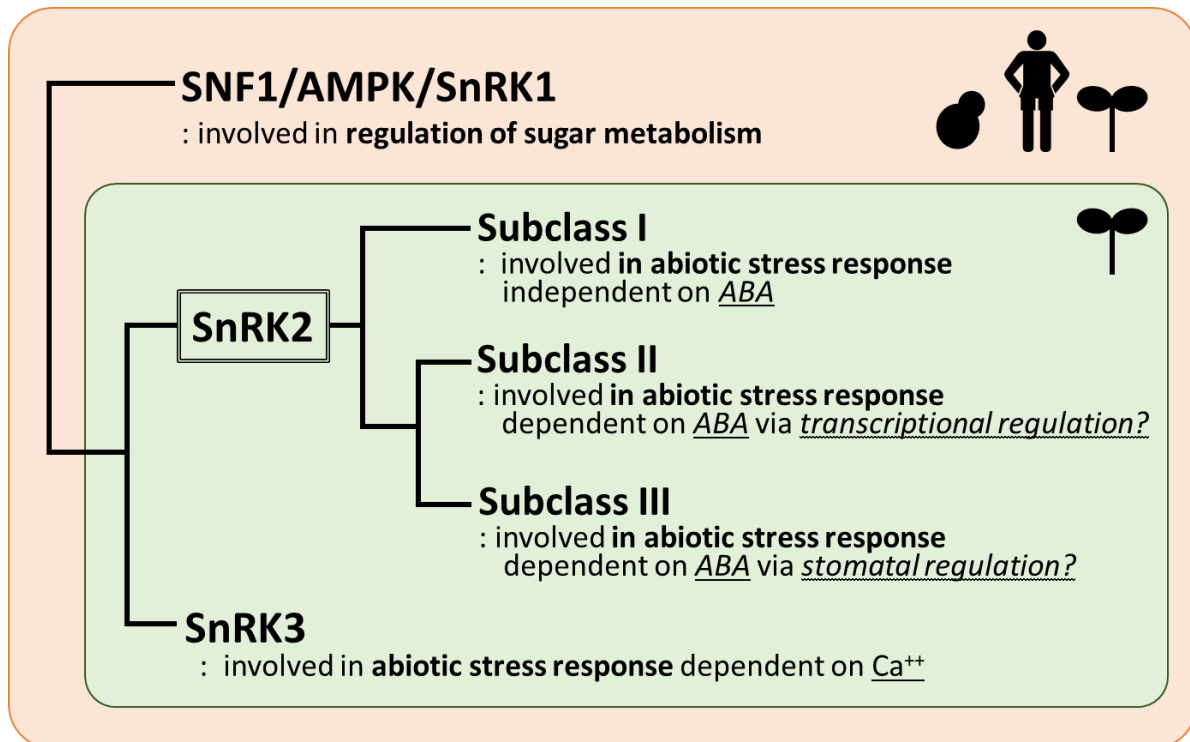 SNF1/AMPK/SnRK1
: involved in regulation of sugar metabolism
Subclass I
: involved in abiotic stress response
independent on ABA
SnRK2
Subclass II
: involved in abiotic stress response
dependent on ABA via transcriptional regulation?
Subclass III
: involved in abiotic stress response
dependent on ABA via stomatal regulation?
SnRK3
: involved in abiotic stress response dependent on Ca⁺⁺